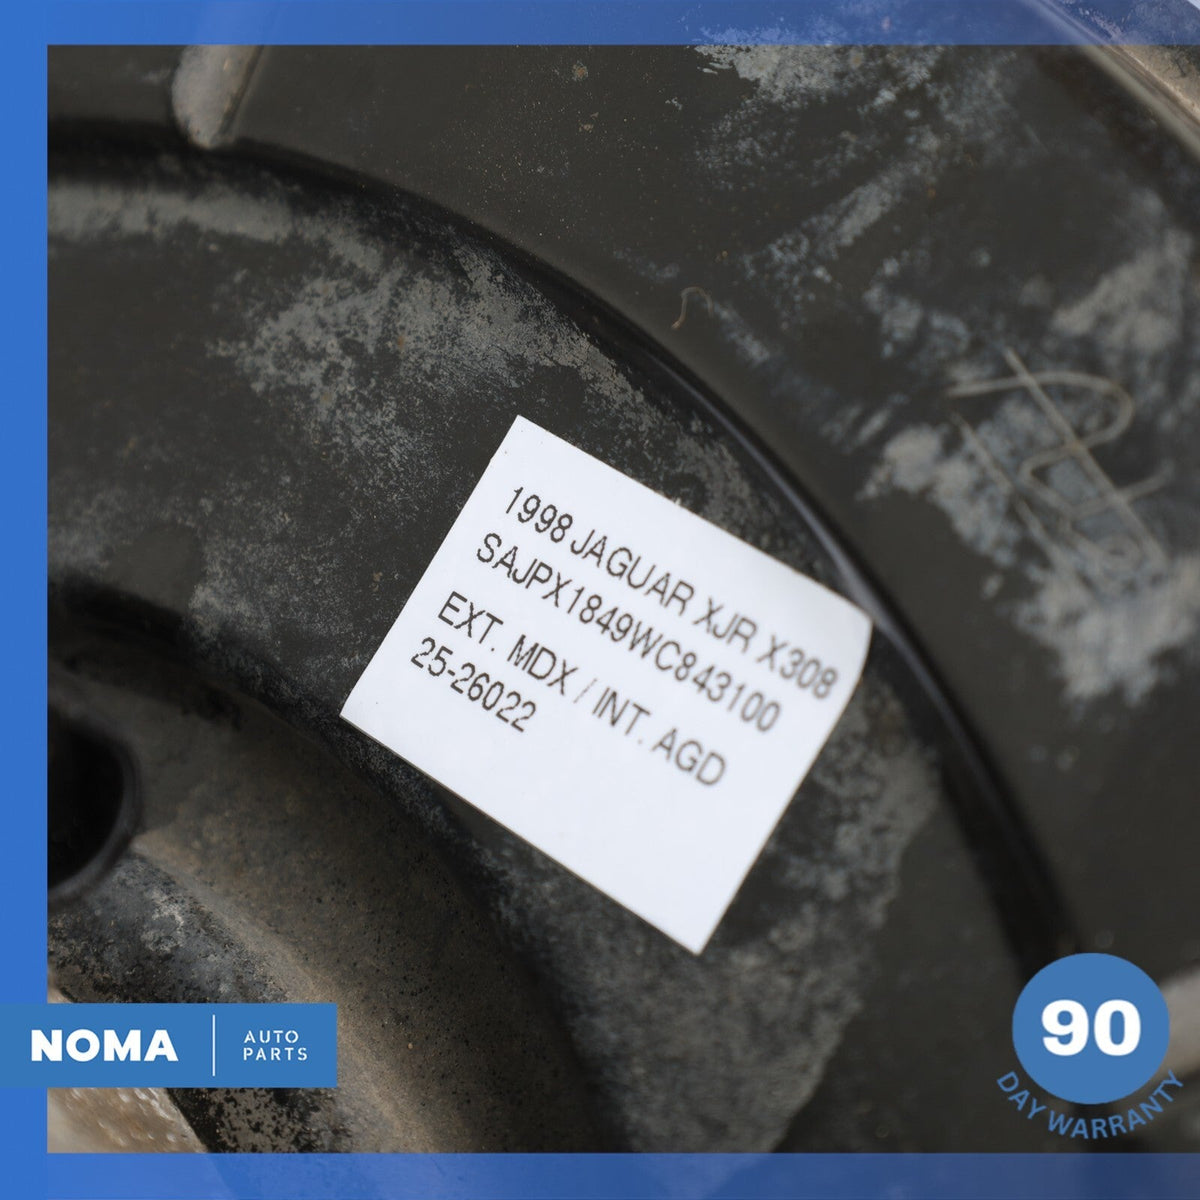 1998 JAGUAR XJR X308
SAJPX1849WC843100
EXT. MDX / INT. AGD
25-26022
NOMA
AUTO
PARTS
90
DAY WARRANTY